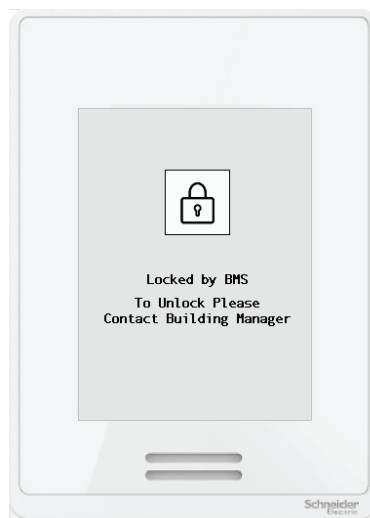 Locked by BMS
To Unlock Please
Contact Building Manager
Schneider
Electric